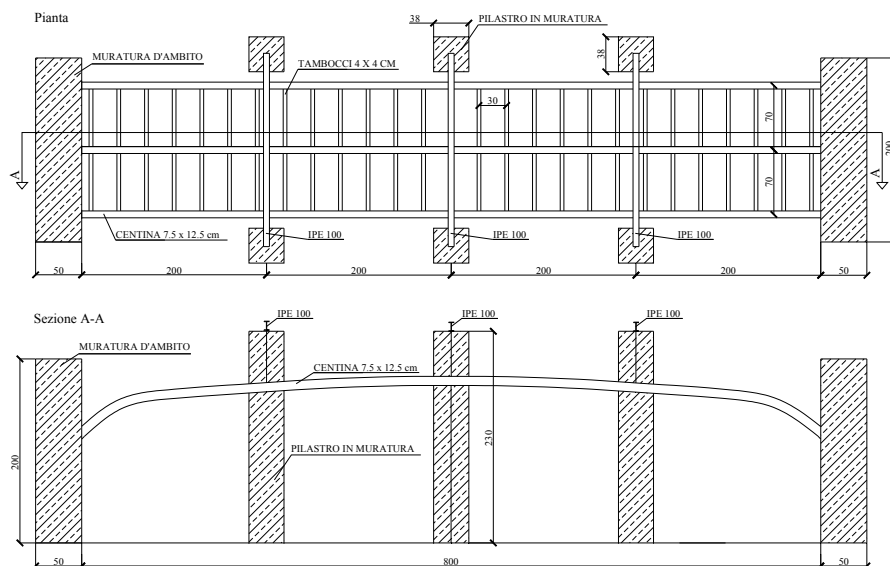 Pianta
38
PILASTRO IN MURATURA
MURATURA D'AMBITO
38
TAMBOCCI 4 X 4 CM
30
70
200
A
A
70
CENTINA 7.5 x 12.5 cm
IPE 100
IPE 100
IPE 100
50
200
200
200
200
50
Sezione A-A
IPE 100
IPE 100
IPE 100
MURATURA D'AMBITO
CENTINA 7.5 x 12.5 cm
200
230
PILASTRO IN MURATURA
50
800
50